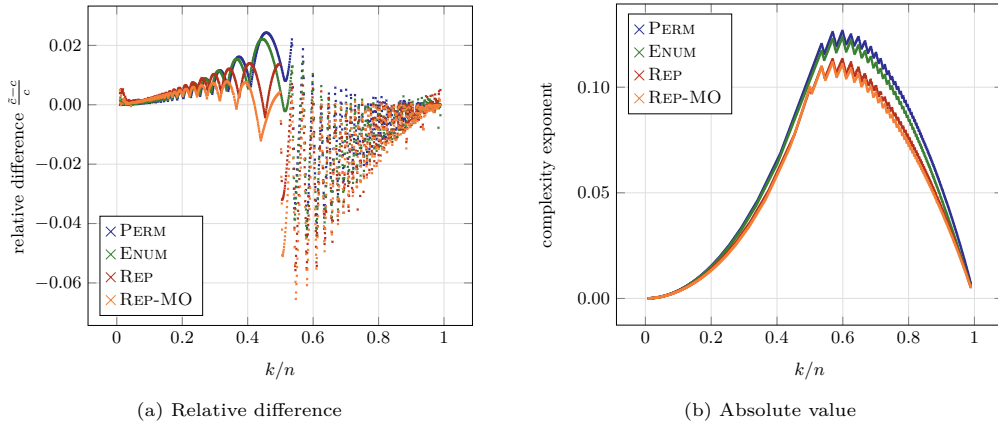 0.02
0.00
−0.02
−0.04
−0.06
relative difference c̃−c / c
PERM
ENUM
REP
REP-MO
0 0.2 0.4 0.6 0.8 1
k/n
(a) Relative difference
0.10
0.05
0.00
complexity exponent
PERM
ENUM
REP
REP-MO
0 0.2 0.4 0.6 0.8 1
k/n
(b) Absolute value